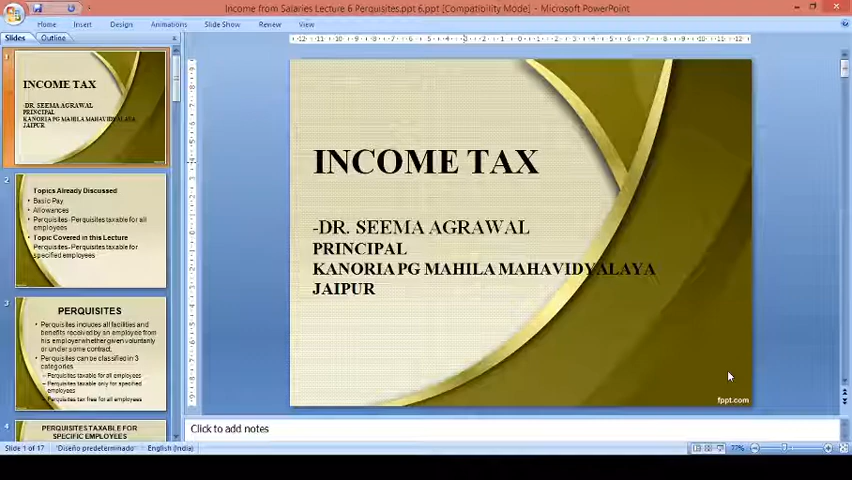 Income from Salaries Lecture 6 Perquisites.ppt 6.ppt [Compatibility Mode] - Microsoft PowerPoint
Home Insert Design Animations Slide Show Review View
Slides Outline
1
INCOME TAX
-DR. SEEMA AGRAWAL
PRINCIPAL
KANORIA PG MAHILA MAHAVIDYALAYA
JAIPUR
2
Topics Already Discussed
• Basic Pay
• Allowances
• Perquisites- Perquisites taxable for all
employees
• Topic Covered in this Lecture
Perquisites- Perquisites taxable for
specified employees
3
PERQUISITES
• Perquisites includes all facilities and
benefits received by an employee from
his employer whether given voluntarily
or under some contract.
• Perquisites can be classified in 3
categories
– Perquisites taxable for all employees
– Perquisites taxable only for specified
employees
– Perquisites tax free for all employees
4
PERQUISITES TAXABLE FOR
SPECIFIC EMPLOYEES
INCOME TAX
-DR. SEEMA AGRAWAL
PRINCIPAL
KANORIA PG MAHILA MAHAVIDYALAYA
JAIPUR
fppt.com
Click to add notes
Slide 1 of 17 "Diseño predeterminado" English (India) 77%